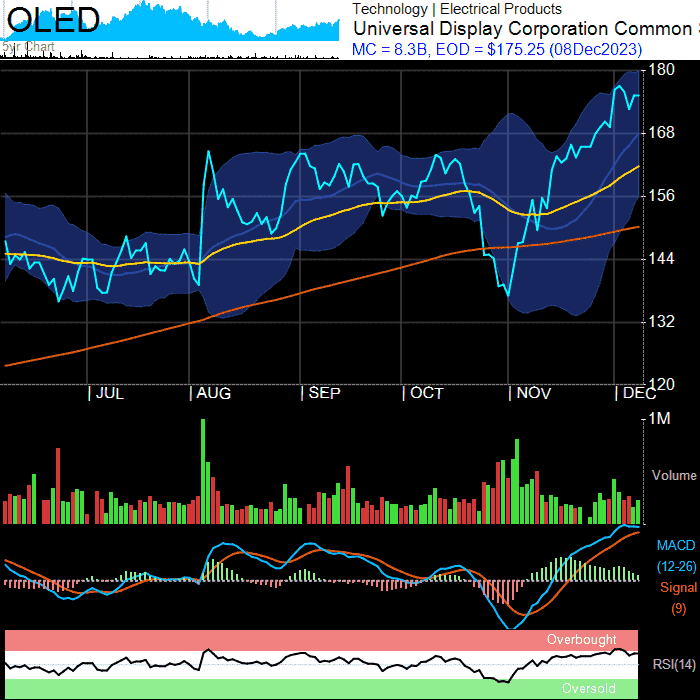 OLED
5yr Chart
Technology | Electrical Products
Universal Display Corporation Common
MC = 8.3B, EOD = $175.25 (08Dec2023)
180
168
156
144
132
120
| JUL | AUG | SEP | OCT | NOV | DEC
1M
Volume
MACD
(12-26)
Signal
(9)
Overbought
RSI(14)
Oversold